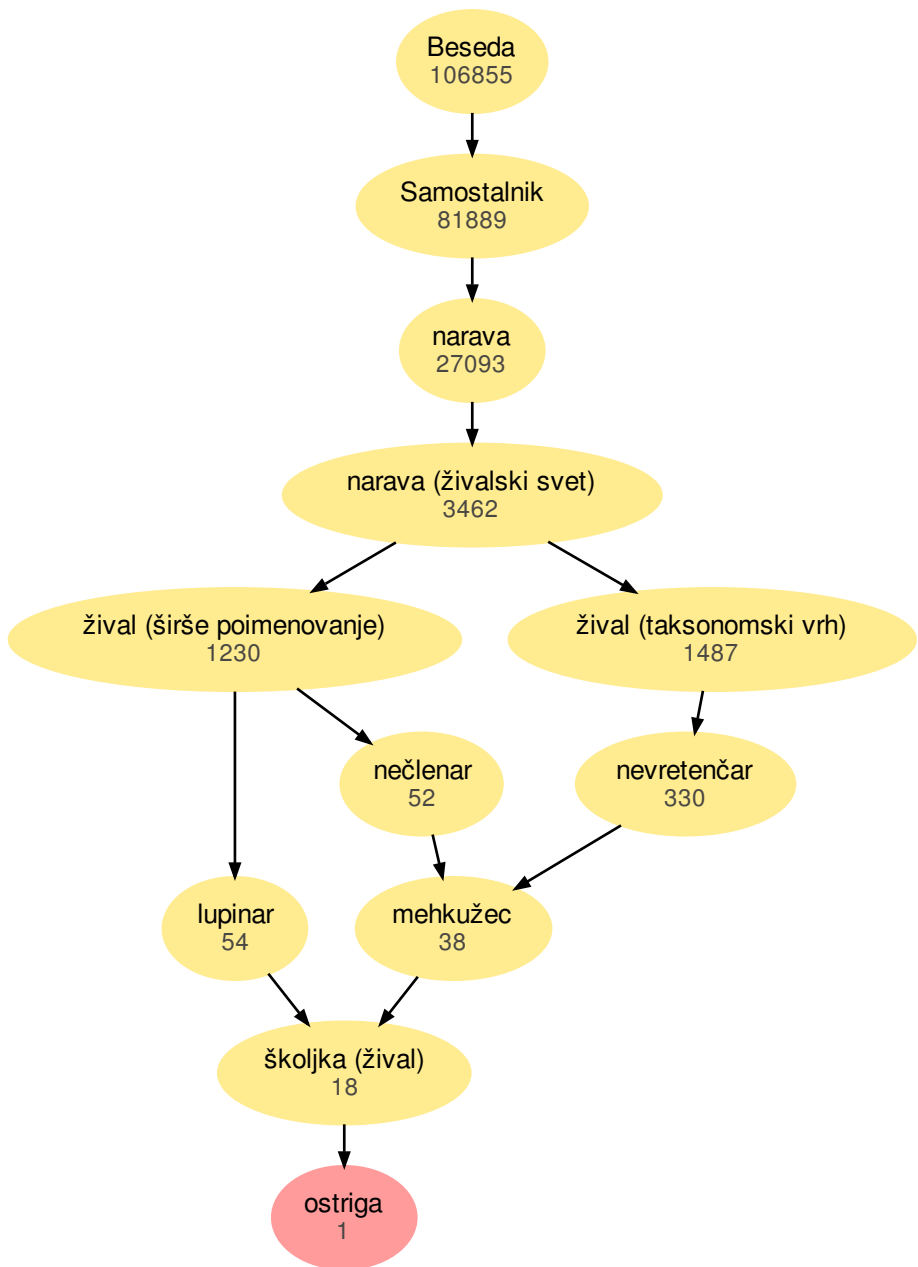 Beseda
106855
Samostalnik
81889
narava
27093
narava (živalski svet)
3462
žival (širše poimenovanje)
1230
žival (taksonomski vrh)
1487
nečlenar
52
nevretenčar
330
lupinar
54
mehkužec
38
školjka (žival)
18
ostriga
1